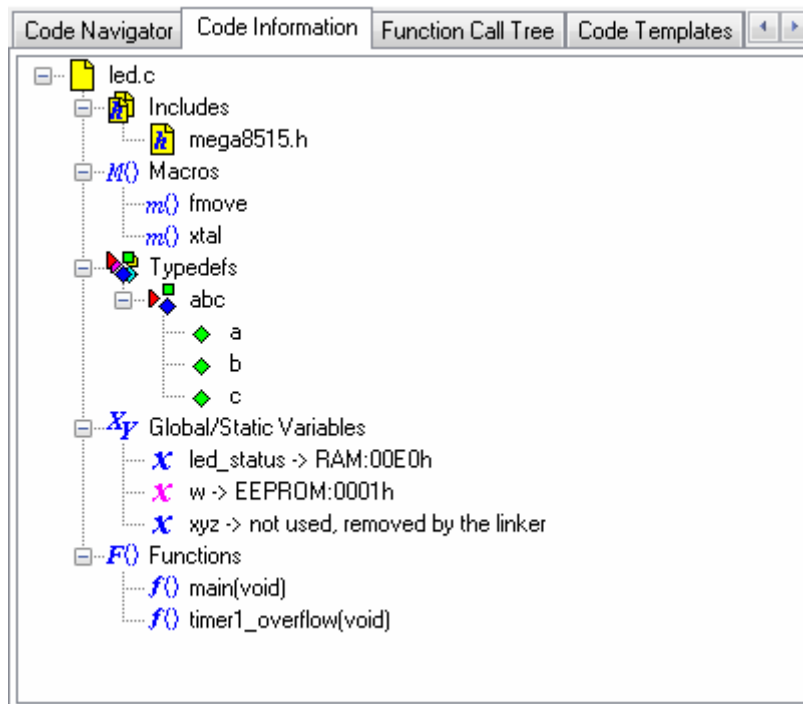 Code Navigator Code Information Function Call Tree Code Templates
led.c
h Includes
h mega8515.h
M() Macros
m() fmove
m() xtal
Typedefs
abc
a
b
c
XY Global/Static Variables
x led_status -> RAM:00E0h
x w -> EEPROM:0001h
x xyz -> not used, removed by the linker
F() Functions
f() main(void)
f() timer1_overflow(void)